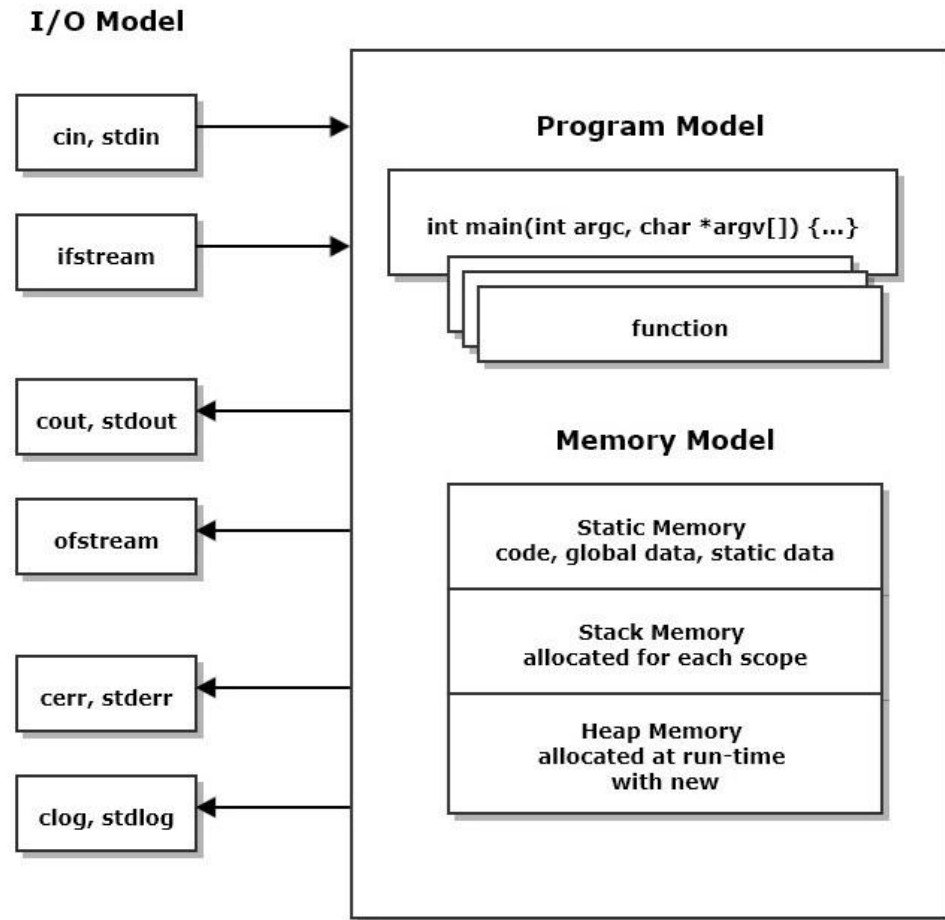 I/O Model
cin, stdin
ifstream
cout, stdout
ofstream
cerr, stderr
clog, stdlog
Program Model
int main(int argc, char *argv[]) {...}
function
Memory Model
Static Memory
code, global data, static data
Stack Memory
allocated for each scope
Heap Memory
allocated at run-time
with new